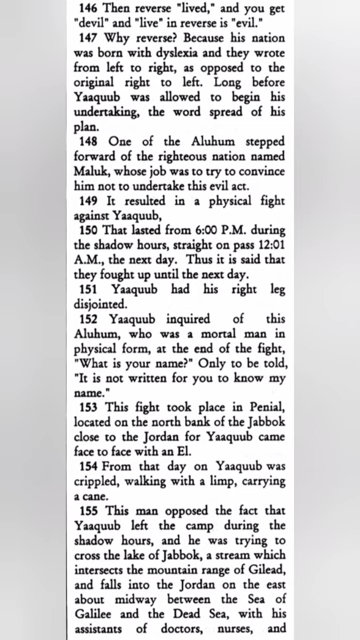 146 Then reverse "lived," and you get
"devil" and "live" in reverse is "evil."
147 Why reverse? Because his nation
was born with dyslexia and they wrote
from left to right, as opposed to the
original right to left. Long before
Yaaquub was allowed to begin his
undertaking, the word spread of his
plan.
148 One of the Aluhum stepped
forward of the righteous nation named
Maluk, whose job was to try to convince
him not to undertake this evil act.
149 It resulted in a physical fight
against Yaaquub,
150 That lasted from 6:00 P.M. during
the shadow hours, straight on pass 12:01
A.M., the next day. Thus it is said that
they fought up until the next day.
151 Yaaquub had his right leg
disjointed.
152 Yaaquub inquired of this
Aluhum, who was a mortal man in
physical form, at the end of the fight,
"What is your name?" Only to be told,
"It is not written for you to know my
name."
153 This fight took place in Penial,
located on the north bank of the Jabbok
close to the Jordan for Yaaquub came
face to face with an El.
154 From that day on Yaaquub was
crippled, walking with a limp, carrying
a cane.
155 This man opposed the fact that
Yaaquub left the camp during the
shadow hours, and he was trying to
cross the lake of Jabbok, a stream which
intersects the mountain range of Gilead,
and falls into the Jordan on the east
about midway between the Sea of
Galilee and the Dead Sea, with his
assistants of doctors, nurses, and